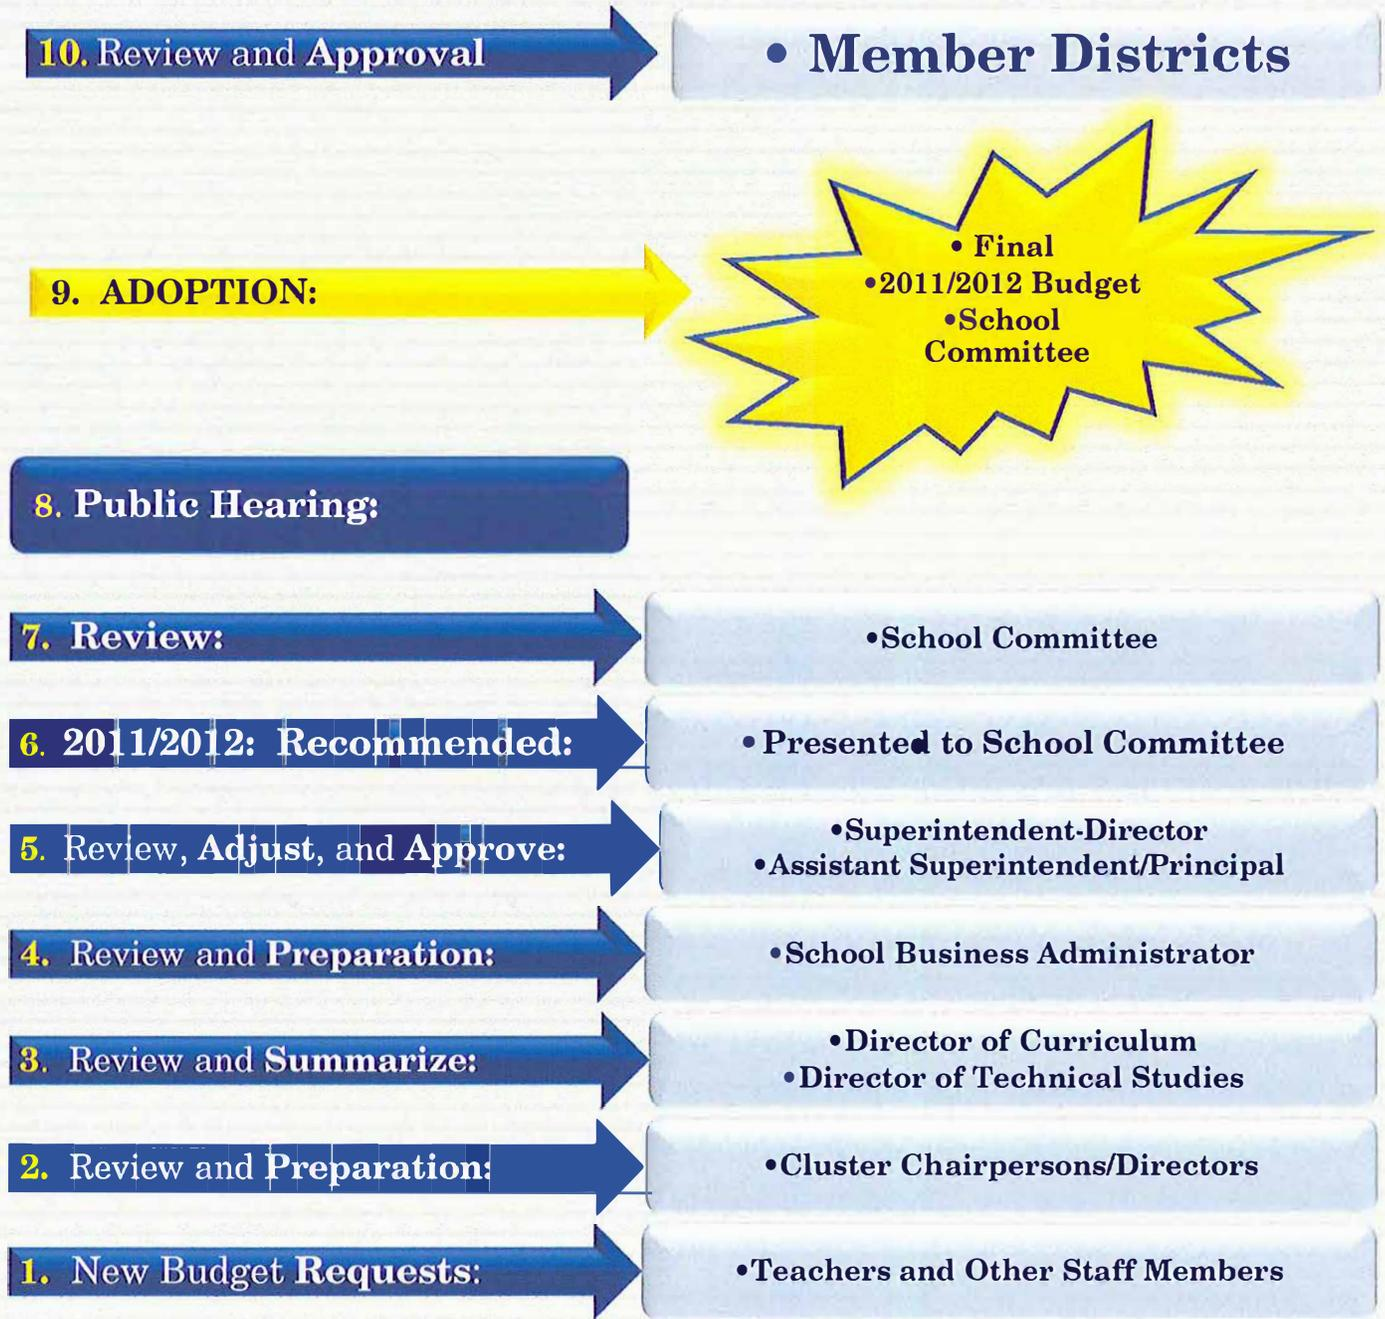 10. Review and Approval
• Member Districts
9. ADOPTION:
• Final
•2011/2012 Budget
•School
Committee
8. Public Hearing:
7. Review:
•School Committee
6. 2011/2012: Recommended:
• Presented to School Committee
5. Review, Adjust, and Approve:
•Superintendent-Director
•Assistant Superintendent/Principal
4. Review and Preparation:
•School Business Administrator
3. Review and Summarize:
•Director of Curriculum
•Director of Technical Studies
2. Review and Preparation:
•Cluster Chairpersons/Directors
1. New Budget Requests:
•Teachers and Other Staff Members